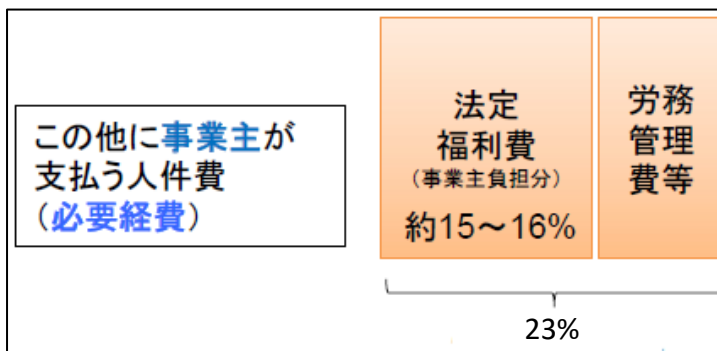 この他に事業主が
支払う人件費
(必要経費)
法定
福利費
(事業主負担分)
約15～16%
労務
管理
費等
23%